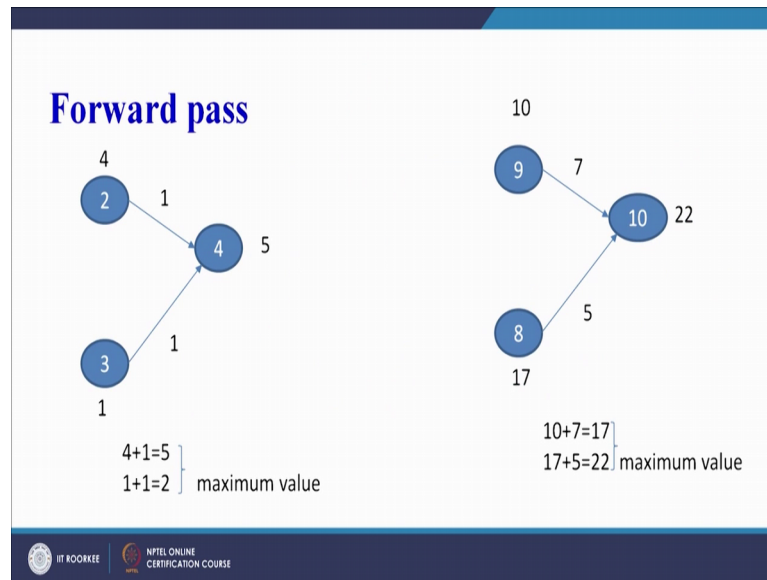 Forward pass
4
2
1
4
5
3
1
1
4+1=5
1+1=2
maximum value
10
9
7
10
22
8
5
17
10+7=17
17+5=22
maximum value
IIT ROORKEE
NPTEL ONLINE
CERTIFICATION COURSE
NPTEL